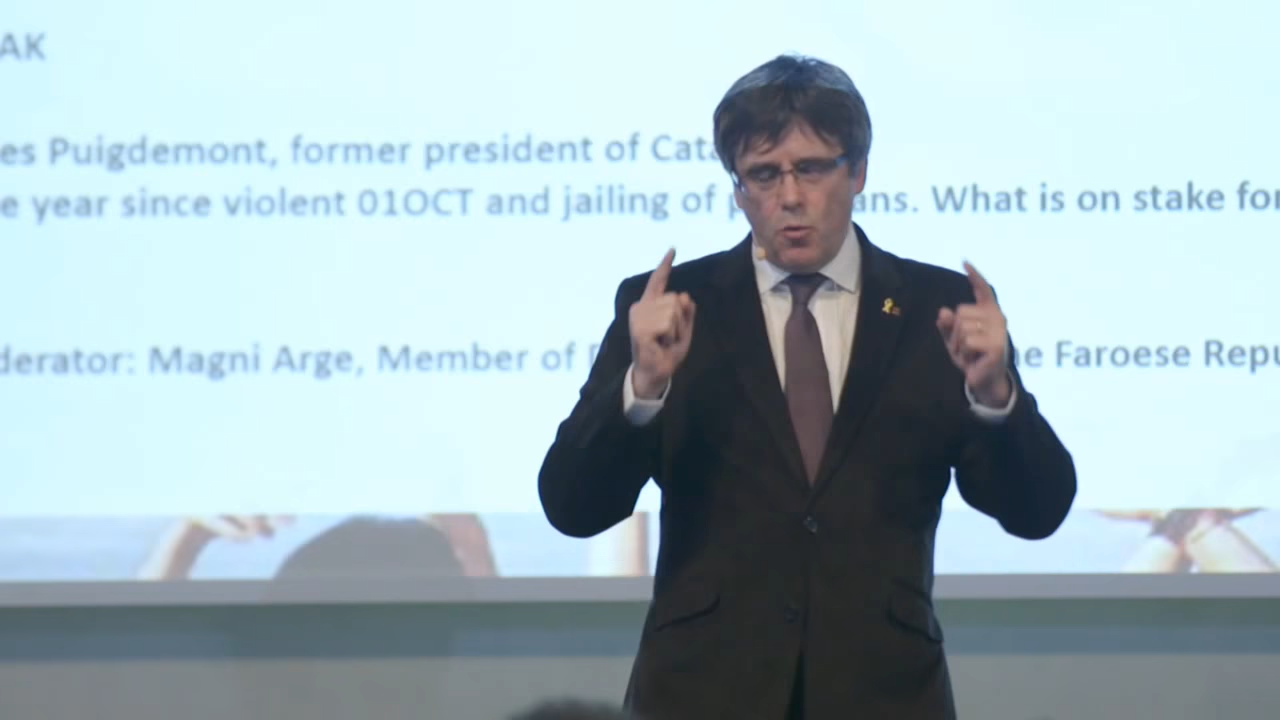 AK
es Puigdemont, former president of Cata
e year since violent 01OCT and jailing of p ans. What is on stake for
derator: Magni Arge, Member of he Faroese Repu